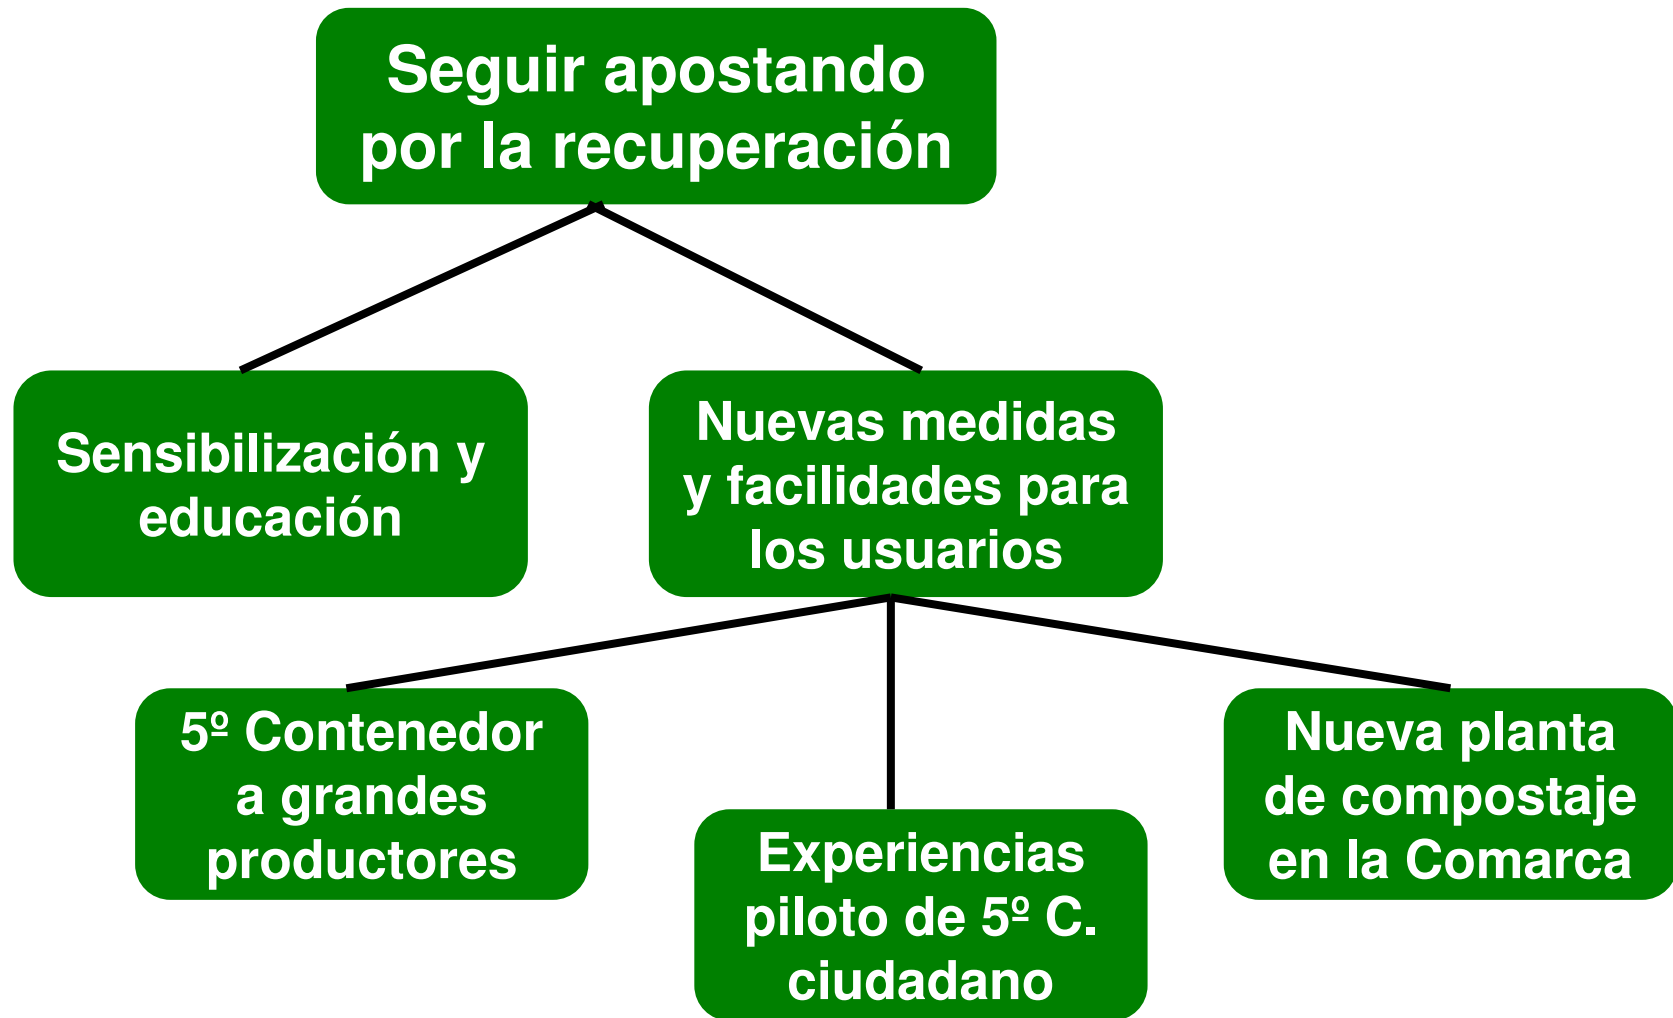 Seguir apostando
por la recuperación
Sensibilización y
educación
Nuevas medidas
y facilidades para
los usuarios
5º Contenedor
a grandes
productores
Experiencias
piloto de 5º C.
ciudadano
Nueva planta
de compostaje
en la Comarca